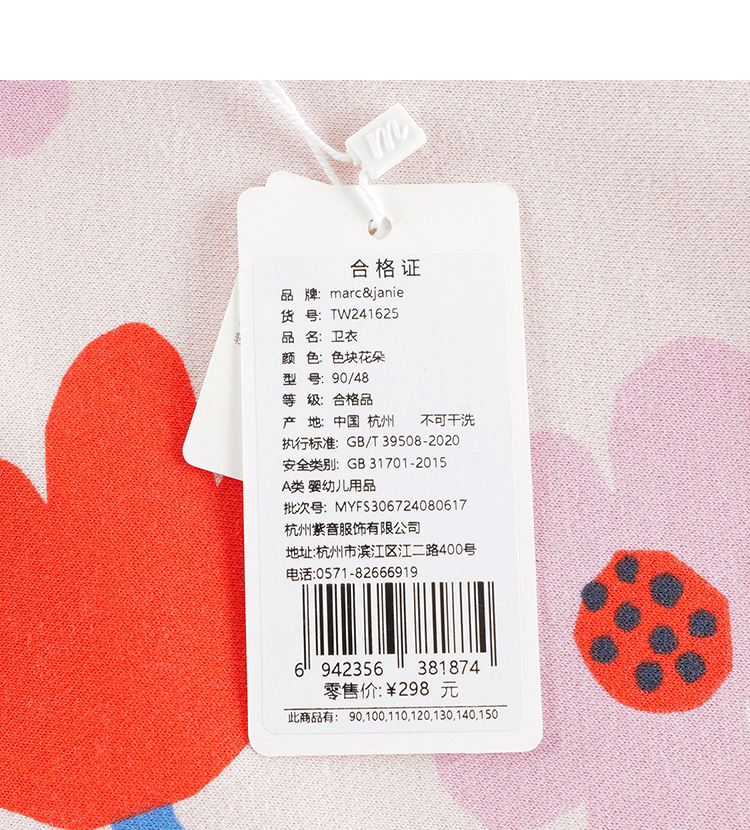 m
合格证
品 牌: marc&janie
货 号: TW241625
品 名: 卫衣
颜 色: 色块花朵
型 号: 90/48
等 级: 合格品
产 地: 中国 杭州 不可干洗
执行标准: GB/T 39508-2020
安全类别: GB 31701-2015
A类 婴幼儿用品
批次号: MYFS306724080617
杭州紫音服饰有限公司
地址:杭州市滨江区江二路400号
电话:0571-82666919
6 942356 381874
零售价:¥298 元
此商品有: 90,100,110,120,130,140,150